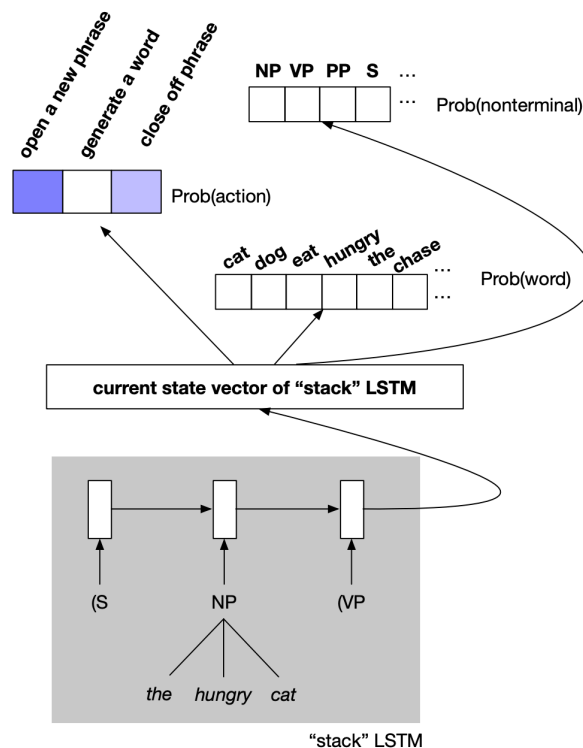 open a new phrase
generate a word
close off phrase
Prob(action)
NP VP PP S ...
...
Prob(nonterminal)
cat dog eat hungry the chase ...
...
Prob(word)
current state vector of “stack” LSTM
(S NP (VP
the hungry cat
“stack” LSTM